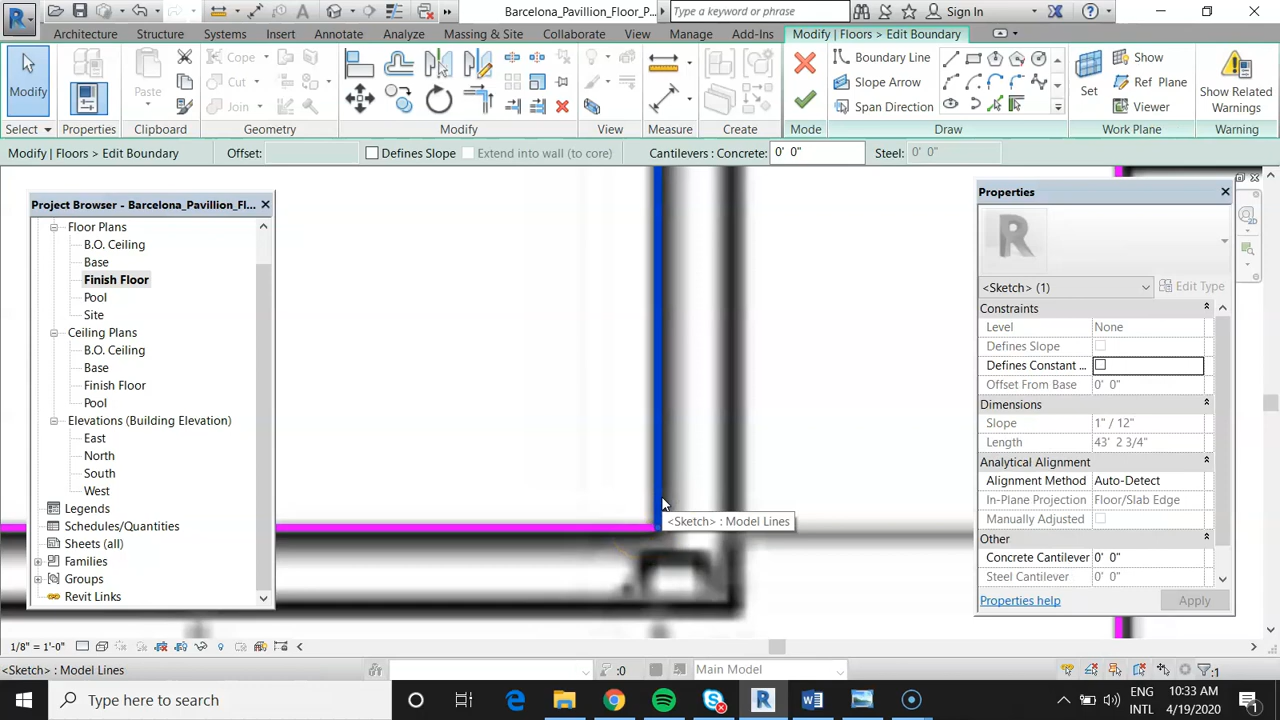 Barcelona_Pavillion_Floor_P...
Type a keyword or phrase
Sign In
Architecture Structure Systems Insert Annotate Analyze Massing & Site Collaborate View Manage Add-Ins Modify | Floors > Edit Boundary
Modify
Paste
Cope
Cut
Join
Boundary Line
Slope Arrow
Span Direction
Set
Show
Ref Plane
Viewer
Show Related
Warnings
Select Properties Clipboard Geometry Modify View Measure Create Mode Draw Work Plane Warning
Modify | Floors > Edit Boundary Offset: Defines Slope Extend into wall (to core) Cantilevers : Concrete: 0' 0" Steel: 0' 0"
Project Browser - Barcelona_Pavillion_Fl...
Floor Plans
B.O. Ceiling
Base
Finish Floor
Pool
Site
Ceiling Plans
B.O. Ceiling
Base
Finish Floor
Pool
Elevations (Building Elevation)
East
North
South
West
Legends
Schedules/Quantities
Sheets (all)
Families
Groups
Revit Links
<Sketch> : Model Lines
Properties
R
<Sketch> (1) Edit Type
Constraints
Level None
Defines Slope
Defines Constant ...
Offset From Base 0' 0"
Dimensions
Slope 1" / 12"
Length 43' 2 3/4"
Analytical Alignment
Alignment Method Auto-Detect
In-Plane Projection Floor/Slab Edge
Manually Adjusted
Other
Concrete Cantilever 0' 0"
Steel Cantilever 0' 0"
Properties help Apply
1/8" = 1'-0"
<Sketch> : Model Lines :0 Main Model :1
Type here to search
ENG
INTL
10:33 AM
4/19/2020
1